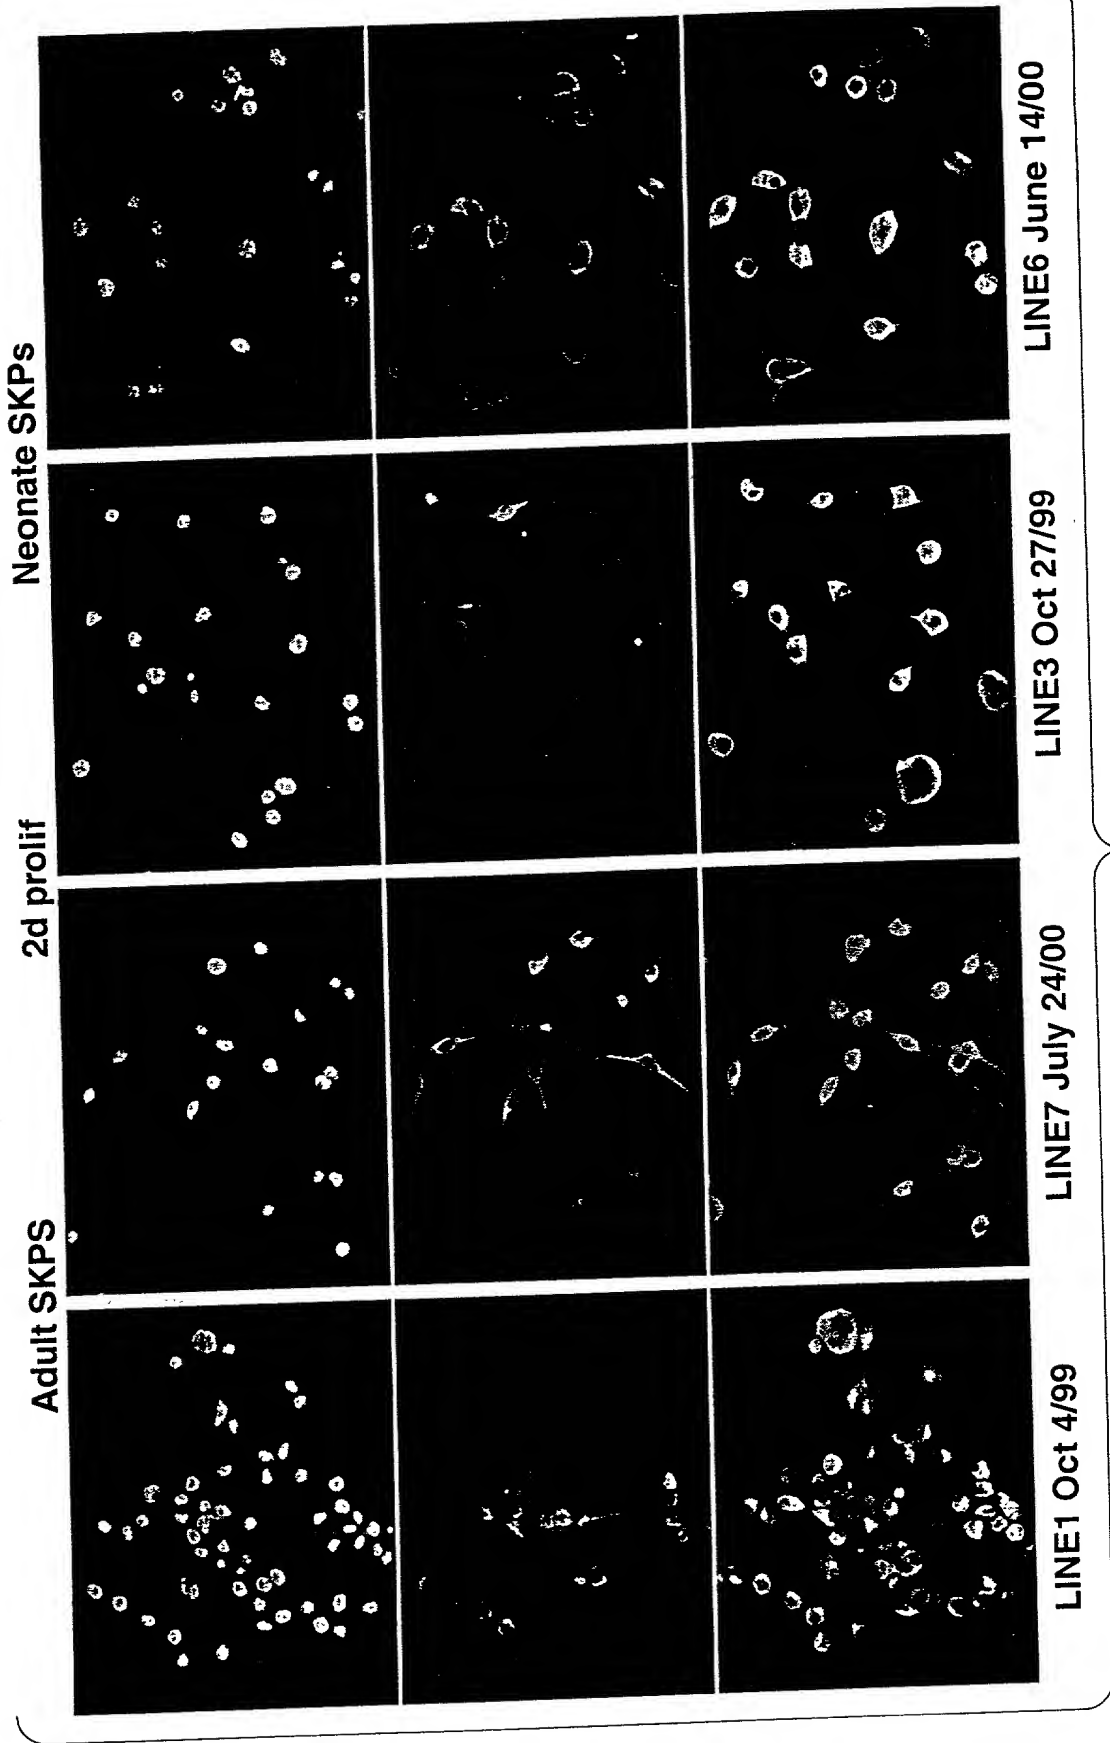 Adult SKPS
2d prolif
Neonate SKPs
LINE1 Oct 4/99
LINE7 July 24/00
LINE3 Oct 27/99
LINE6 June 14/00